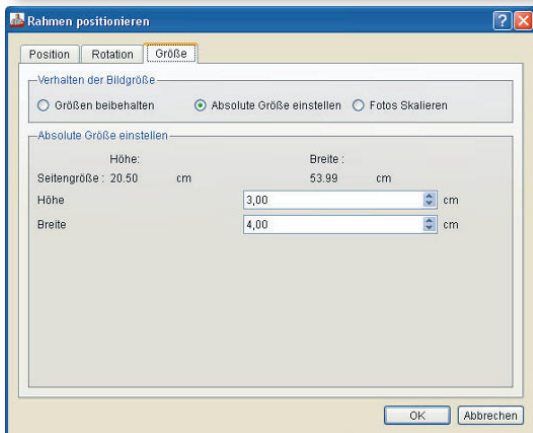 Rahmen positionieren
Position Rotation Größe
Verhalten der Bildgröße
Größen beibehalten Absolute Größe einstellen Fotos Skalieren
Absolute Größe einstellen
Höhe: Breite :
Seitengröße : 20.50 cm 53.99 cm
Höhe 3,00 cm
Breite 4,00 cm
OK Abbrechen